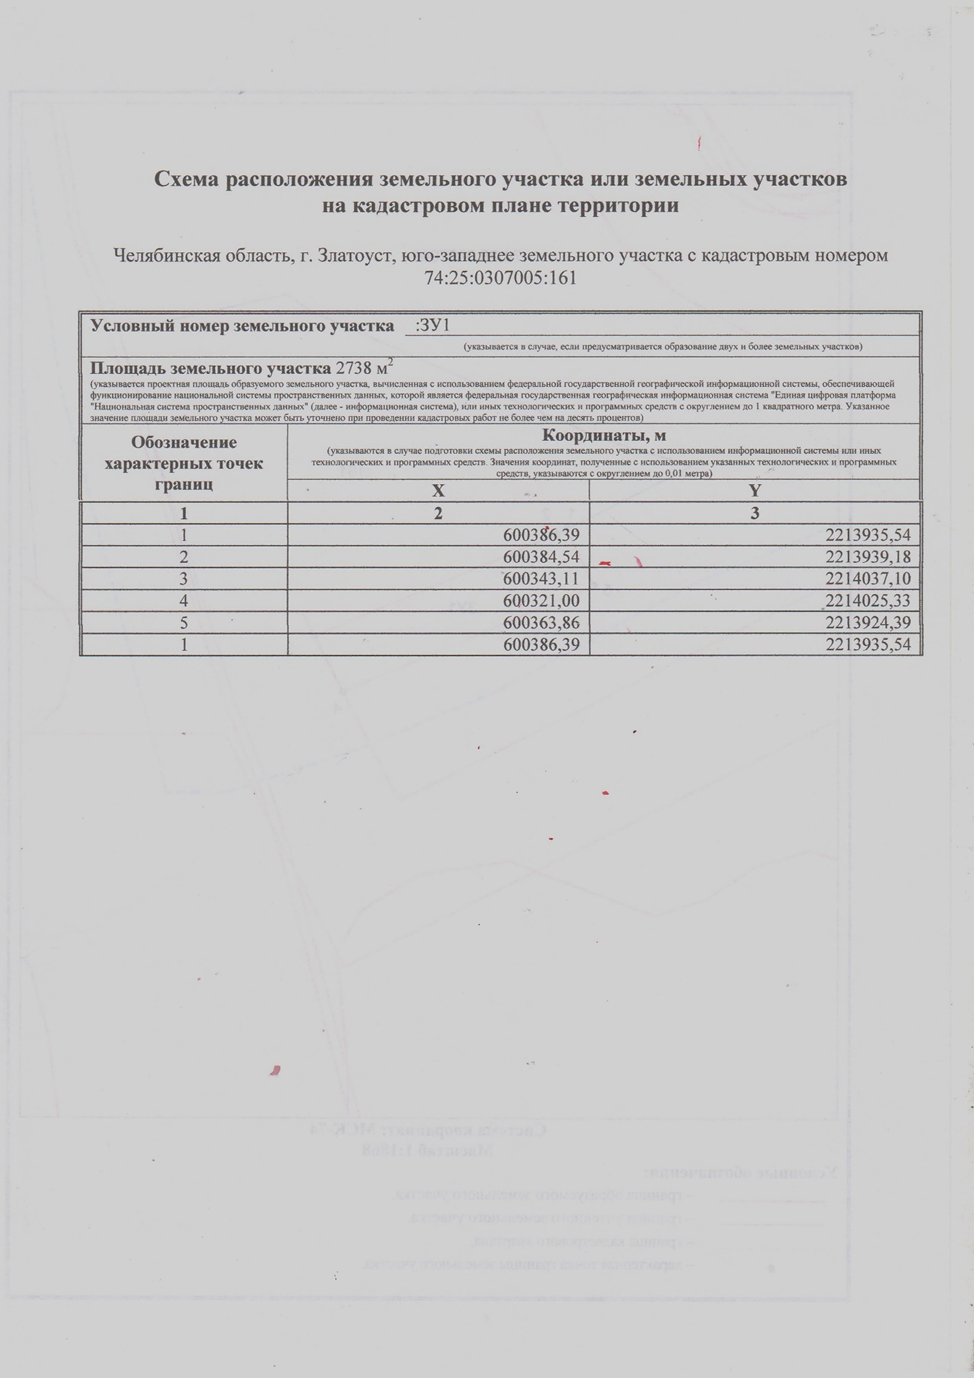 Схема расположения земельного участка или земельных участков
на кадастровом плане территории
Челябинская область, г. Златоуст, юго-западнее земельного участка с кадастровым номером
74:25:0307005:161
Условный номер земельного участка :ЗУ1
(указывается в случае, если предусматривается образование двух и более земельных участков)
Площадь земельного участка 2738 м²
(указывается проектная площадь образуемого земельного участка, вычисленная с использованием федеральной государственной географической информационной системы, обеспечивающей
функционирование национальной системы пространственных данных, которой является федеральная государственная географическая информационная система "Единая цифровая платформа
"Национальная система пространственных данных" (далее - информационная система), или иных технологических и программных средств с округлением до 1 квадратного метра. Указанное
значение площади земельного участка может быть уточнено при проведении кадастровых работ не более чем на десять процентов)
Обозначение
характерных точек
границ
Координаты, м
(указываются в случае подготовки схемы расположения земельного участка с использованием информационной системы или иных
технологических и программных средств. Значения координат, полученные с использованием указанных технологических и программных
средств, указываются с округлением до 0,01 метра)
X Y
1 2 3
1 600386,39 2213935,54
2 600384,54 2213939,18
3 600343,11 2214037,10
4 600321,00 2214025,33
5 600363,86 2213924,39
1 600386,39 2213935,54